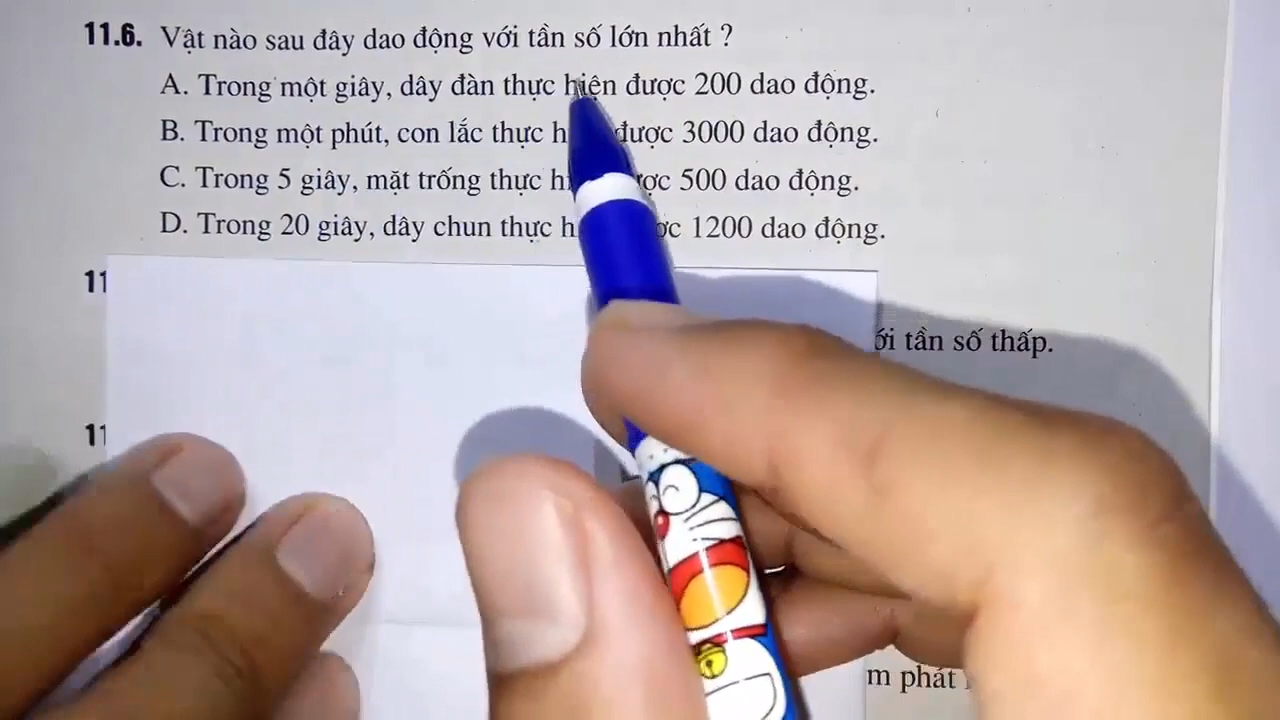 11.6. Vật nào sau đây dao động với tần số lớn nhất ?
A. Trong một giây, dây đàn thực hiện được 200 dao động.
B. Trong một phút, con lắc thực được 3000 dao động.
C. Trong 5 giây, mặt trống thực 500 dao động.
D. Trong 20 giây, dây chun thực 1200 dao động.
11
tần số thấp.
11
phát